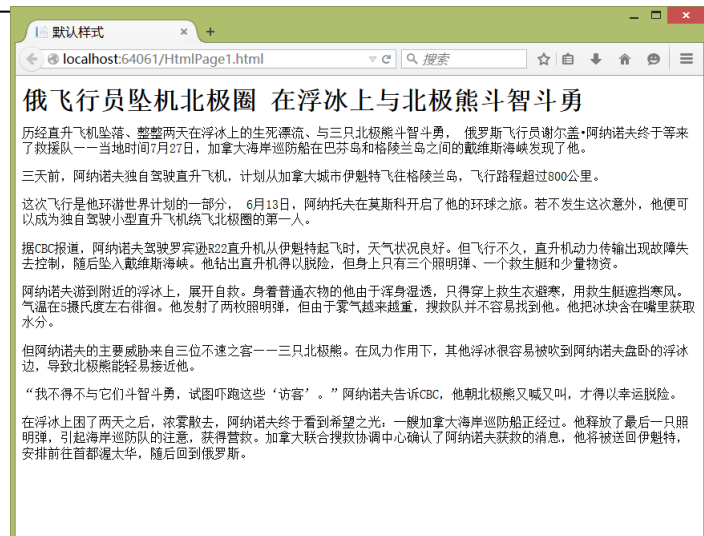 默认样式
localhost:64061/HtmlPage1.html
搜索
俄飞行员坠机北极圈 在浮冰上与北极熊斗智斗勇
历经直升飞机坠落、整整两天在浮冰上的生死漂流、与三只北极熊斗智斗勇， 俄罗斯飞行员谢尔盖•阿纳诺夫终于等来
了救援队——当地时间7月27日，加拿大海岸巡防船在巴芬岛和格陵兰岛之间的戴维斯海峡发现了他。
三天前，阿纳诺夫独自驾驶直升飞机，计划从加拿大城市伊魁特飞往格陵兰岛，飞行路程超过800公里。
这次飞行是他环游世界计划的一部分， 6月13日，阿纳托夫在莫斯科开启了他的环球之旅。若不发生这次意外，他便可
以成为独自驾驶小型直升飞机绕飞北极圈的第一人。
据CBC报道，阿纳诺夫驾驶罗宾逊R22直升机从伊魁特起飞时，天气状况良好。但飞行不久，直升机动力传输出现故障失
去控制，随后坠入戴维斯海峡。他钻出直升机得以脱险，但身上只有三个照明弹、一个救生艇和少量物资。
阿纳诺夫游到附近的浮冰上，展开自救。身着普通衣物的他由于浑身湿透，只得穿上救生衣避寒，用救生艇遮挡寒风。
气温在5摄氏度左右徘徊。他发射了两枚照明弹，但由于雾气越来越重，搜救队并不容易找到他。他把冰块含在嘴里获取
水分。
但阿纳诺夫的主要威胁来自三位不速之客——三只北极熊。在风力作用下，其他浮冰很容易被吹到阿纳诺夫盘卧的浮冰
边，导致北极熊能轻易接近他。
“我不得不与它们斗智斗勇，试图吓跑这些‘访客’。”阿纳诺夫告诉CBC，他朝北极熊又喊又叫，才得以幸运脱险。
在浮冰上困了两天之后，浓雾散去，阿纳诺夫终于看到希望之光：一艘加拿大海岸巡防船正经过。他释放了最后一只照
明弹，引起海岸巡防队的注意，获得营救。加拿大联合搜救协调中心确认了阿纳诺夫获救的消息，他将被送回伊魁特，
安排前往首都渥太华，随后回到俄罗斯。